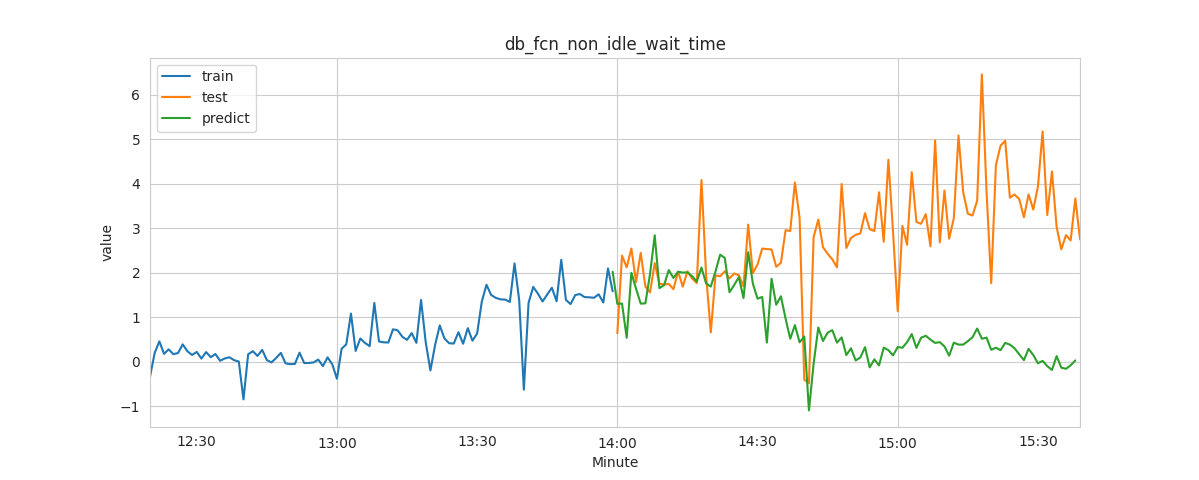 db_fcn_non_idle_wait_time
train
test
predict
value
6
5
4
3
2
1
0
−1
12:30
13:00
13:30
14:00
14:30
15:00
15:30
Minute